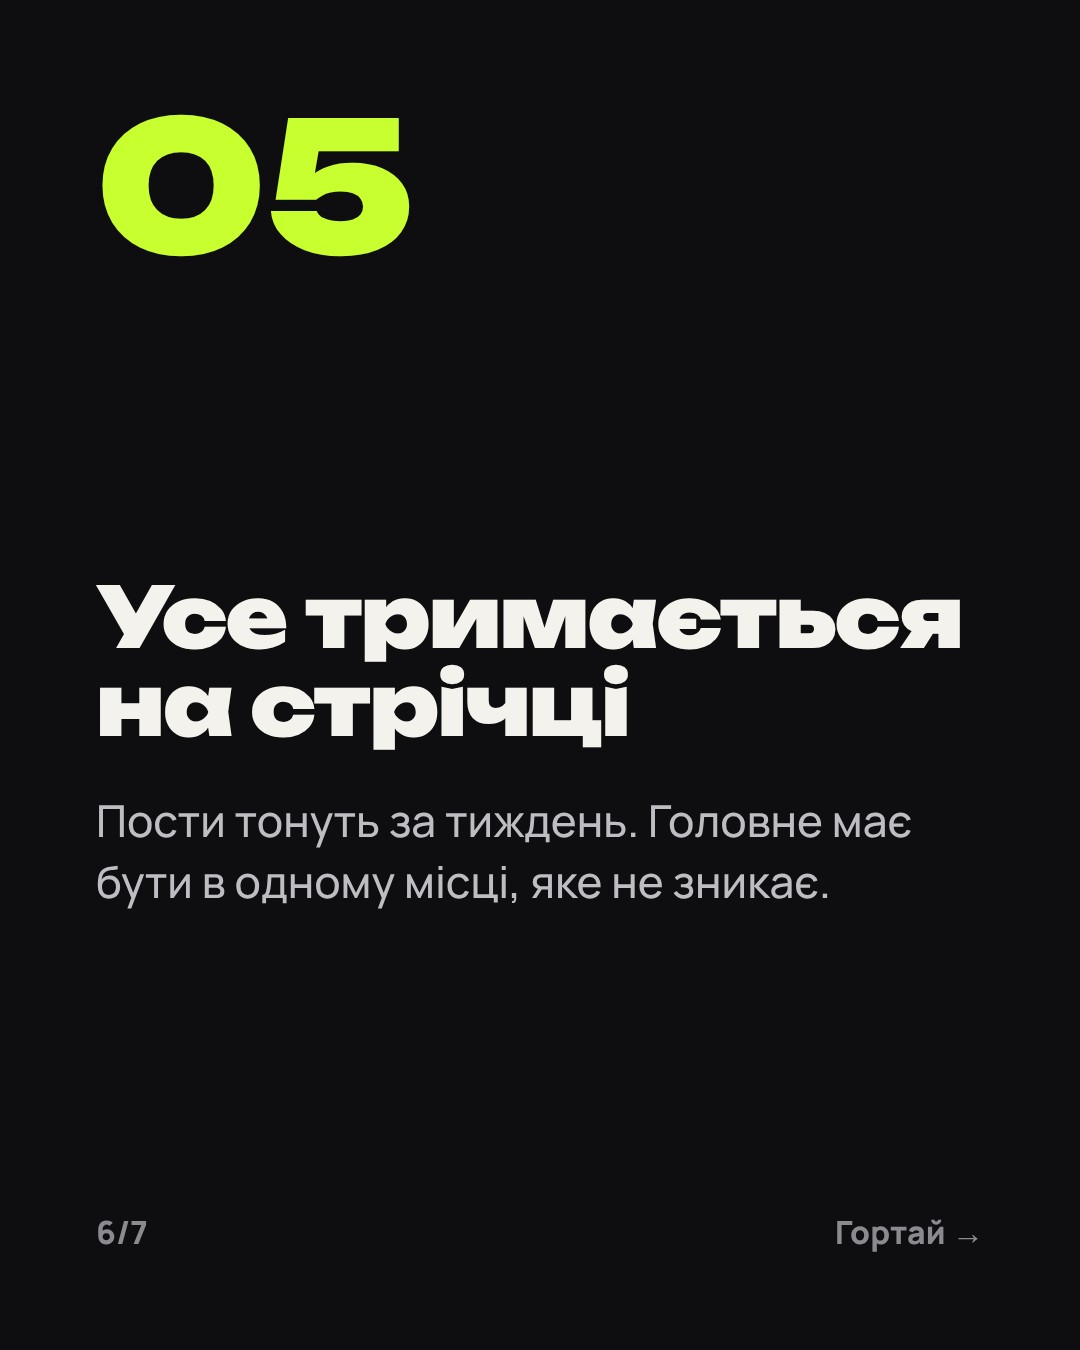 05
Усе тримається
на стрічці
Пости тонуть за тиждень. Головне має
бути в одному місці, яке не зникає.
6/7
Гортай →